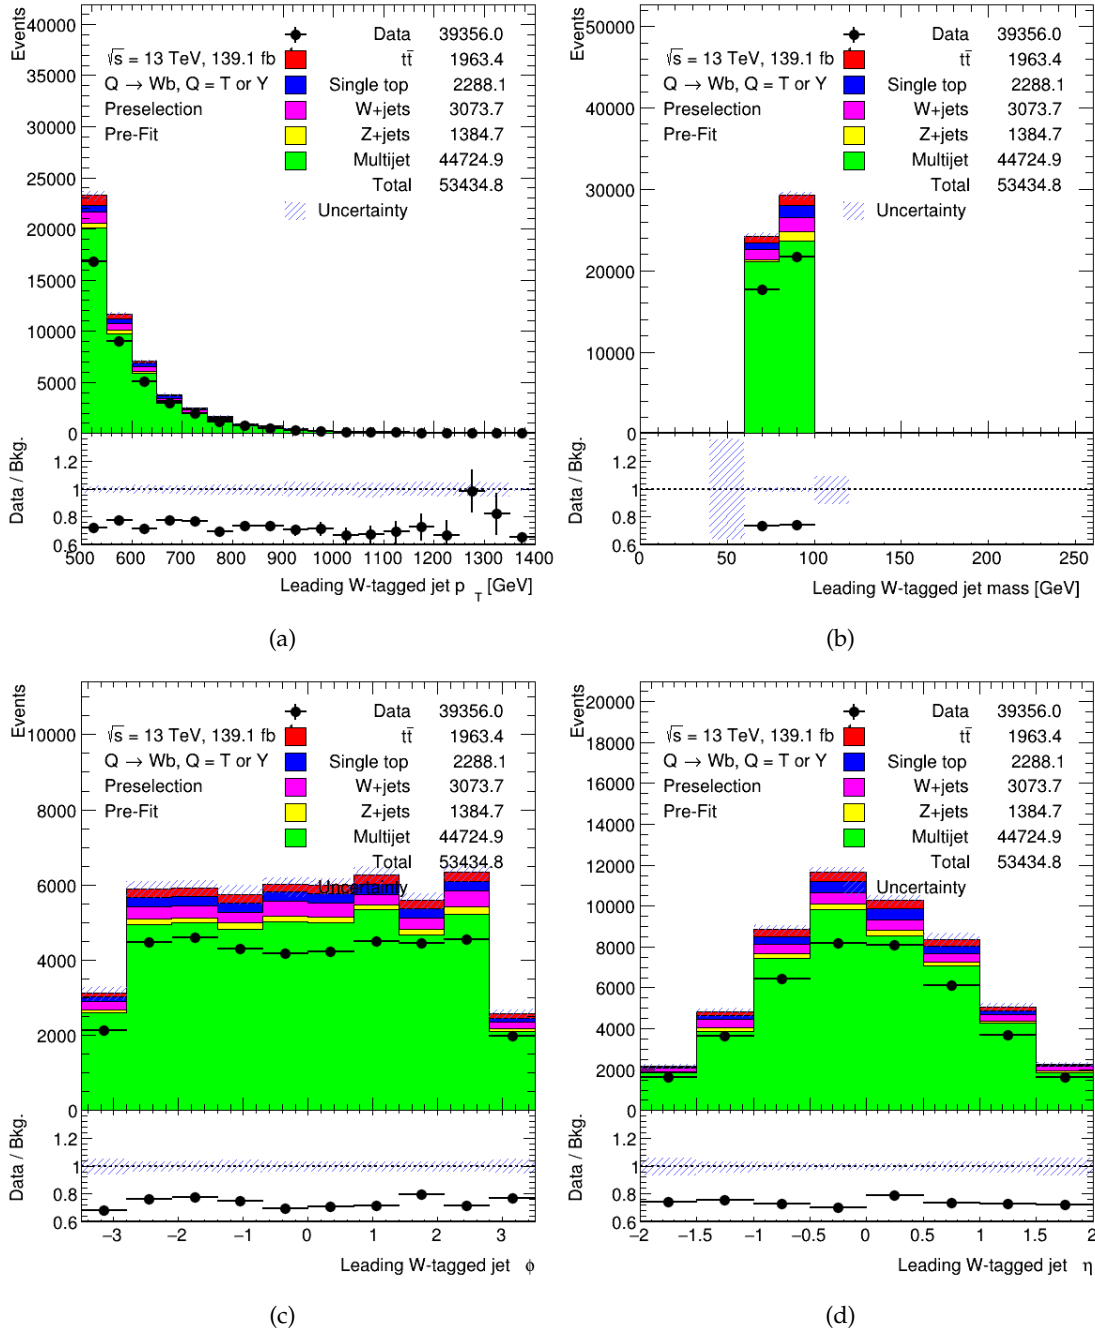 Events
40000
35000
30000
25000
20000
15000
10000
5000
0
√s = 13 TeV, 139.1 fb
Q → Wb, Q = T or Y
Preselection
Pre-Fit
Data 39356.0
tt̄ 1963.4
Single top 2288.1
W+jets 3073.7
Z+jets 1384.7
Multijet 44724.9
Total 53434.8
Uncertainty
Data / Bkg.
1.2
1
0.8
0.6
500 600 700 800 900 1000 1100 1200 1300 1400
Leading W-tagged jet p T [GeV]
(a)
Events
50000
40000
30000
20000
10000
0
√s = 13 TeV, 139.1 fb
Q → Wb, Q = T or Y
Preselection
Pre-Fit
Data 39356.0
tt̄ 1963.4
Single top 2288.1
W+jets 3073.7
Z+jets 1384.7
Multijet 44724.9
Total 53434.8
Uncertainty
Data / Bkg.
1.2
1
0.8
0.6
0 50 100 150 200 250
Leading W-tagged jet mass [GeV]
(b)
Events
10000
8000
6000
4000
2000
0
√s = 13 TeV, 139.1 fb
Q → Wb, Q = T or Y
Preselection
Pre-Fit
Data 39356.0
tt̄ 1963.4
Single top 2288.1
W+jets 3073.7
Z+jets 1384.7
Multijet 44724.9
Total 53434.8
Uncertainty
Data / Bkg.
1.2
1
0.8
0.6
−3 −2 −1 0 1 2 3
Leading W-tagged jet ϕ
(c)
Events
20000
18000
16000
14000
12000
10000
8000
6000
4000
2000
0
√s = 13 TeV, 139.1 fb
Q → Wb, Q = T or Y
Preselection
Pre-Fit
Data 39356.0
tt̄ 1963.4
Single top 2288.1
W+jets 3073.7
Z+jets 1384.7
Multijet 44724.9
Total 53434.8
Uncertainty
Data / Bkg.
1.2
1
0.8
0.6
−2 −1.5 −1 −0.5 0 0.5 1 1.5 2
Leading W-tagged jet η
(d)